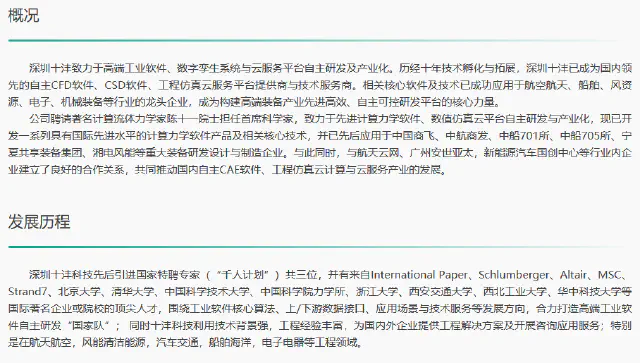 概况
深圳十沣致力于高端工业软件、数字孪生系统与云服务平台自主研发及产业化。历经十年技术孵化与拓展，深圳十沣已成为国内领
先的自主CFD软件、CSD软件、工程仿真云服务平台提供商与技术服务商。相关核心软件及技术已成功应用于航空航天、船舶、风资
源、电子、机械装备等行业的龙头企业，成为构建高端装备产业先进高效、自主可持研发平台的核心力量。
公司聘请著名计算流体力学家陈十一院士担任首席科学家，致力于先进计算力学软件、数值仿真云平台自主研发与产业化，现已开
发一系列具有国际先进水平的计算力学软件产品及相关核心技术，并已先后应用于中国商飞、中航商发、中船701所、中船705所、宁
夏共享装备集团、湘电风能等重大装备研发设计与制造企业。与此同时，与航天云网、广州安世亚太，新能源汽车国创中心等行业内企
业建立了良好的合作关系，共同推动国内自主CAE软件、工程仿真云计算与云服务产业的发展。
发展历程
深圳十沣科技先后引进国家特聘专家（“千人计划”）共三位，并有来自International Paper、Schlumberger、Altair、MSC、
Strand7、北京大学、清华大学、中国科学技术大学、中国科学院力学所、浙江大学、西安交通大学、西北工业大学、华中科技大学等
国际著名企业或院校的顶尖人才，围绕工业软件核心算法、上/下游数据接口、应用场景与技术服务等发展方向，合力打造高端工业软
件自主研发“国家队”；同时十沣科技利用技术背景强，工程经验丰富，为国内外企业提供工程解决方案及开展咨询应用服务；特别
是在航天航空，风能清洁能源，汽车交通，船舶海洋，电子电器等工程领域。